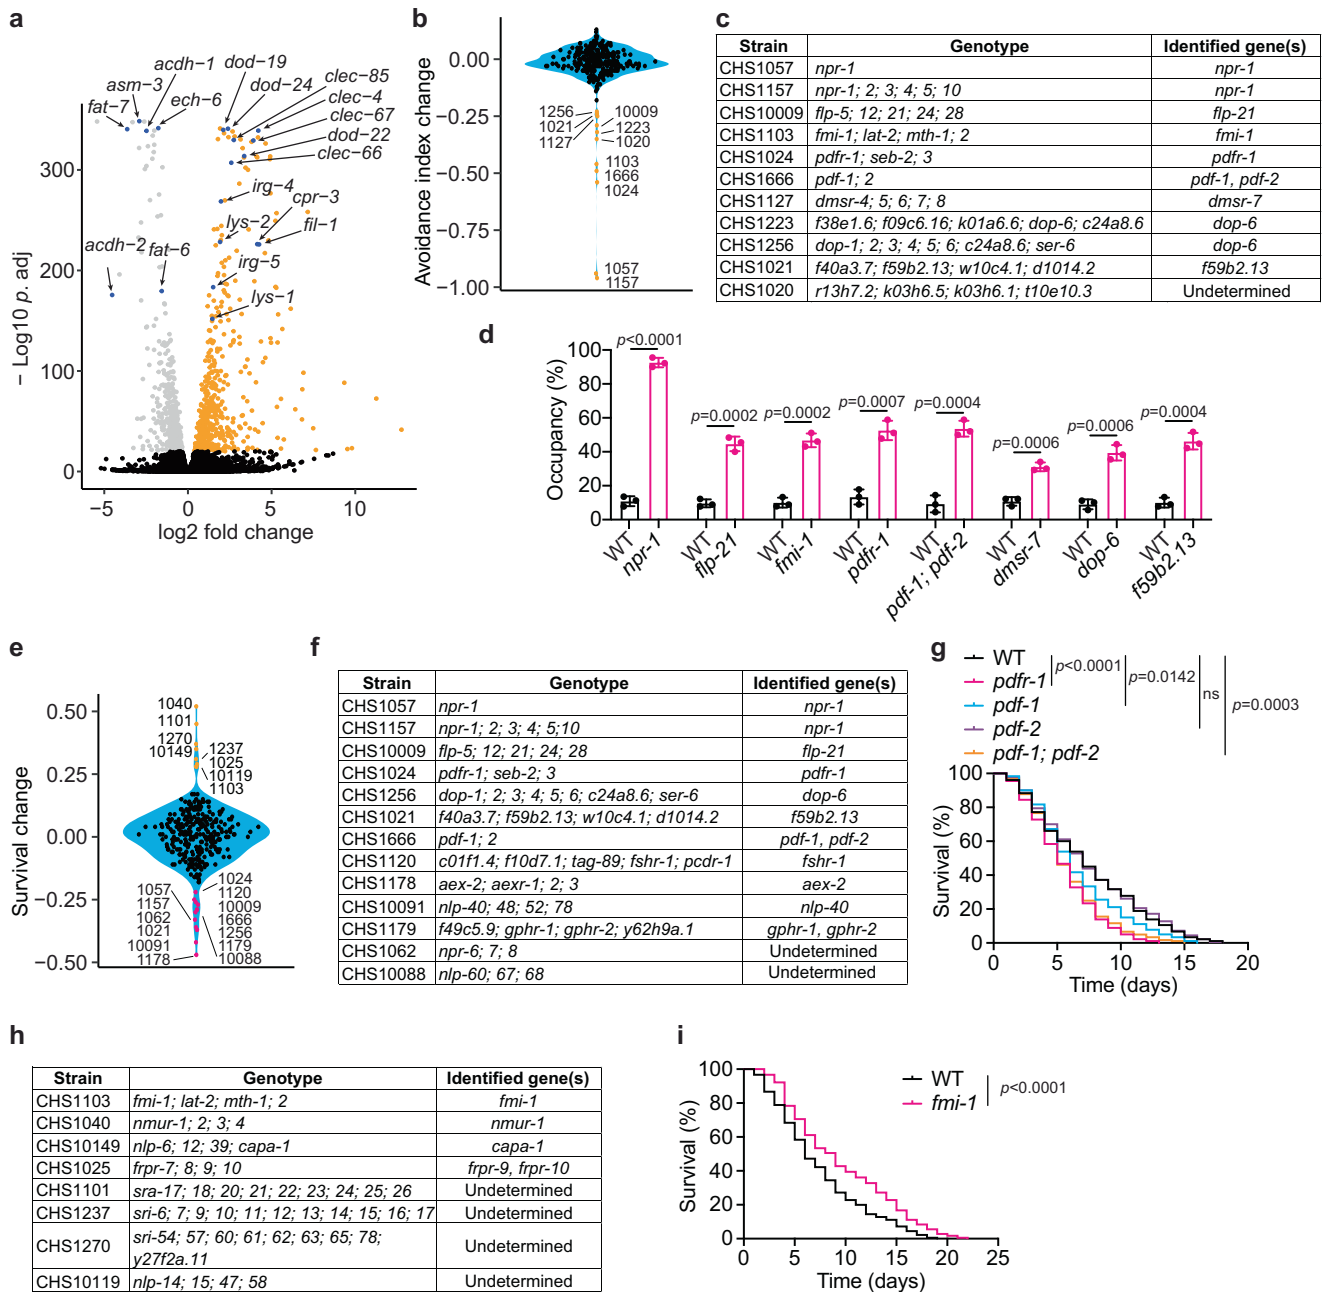 a
fat−7
asm−3
acdh−1
ech−6
dod−19
dod−24
clec−85
clec−4
clec−67
dod−22
clec−66
irg−4
cpr−3
lys−2
fil−1
acdh−2
fat−6
irg−5
lys−1
300
200
100
0
− Log10 p. adj
−5
0
5
10
log2 fold change
b
0.00
−0.25
−0.50
−0.75
−1.00
Avoidance index change
1256
1021
1127
10009
1223
1020
1103
1666
1024
1057
1157
c
Strain Genotype Identified gene(s)
CHS1057 npr-1 npr-1
CHS1157 npr-1; 2; 3; 4; 5; 10 npr-1
CHS10009 flp-5; 12; 21; 24; 28 flp-21
CHS1103 fmi-1; lat-2; mth-1; 2 fmi-1
CHS1024 pdfr-1; seb-2; 3 pdfr-1
CHS1666 pdf-1; 2 pdf-1, pdf-2
CHS1127 dmsr-4; 5; 6; 7; 8 dmsr-7
CHS1223 f38e1.6; f09c6.16; k01a6.6; dop-6; c24a8.6 dop-6
CHS1256 dop-1; 2; 3; 4; 5; 6; c24a8.6; ser-6 dop-6
CHS1021 f40a3.7; f59b2.13; w10c4.1; d1014.2 f59b2.13
CHS1020 r13h7.2; k03h6.5; k03h6.1; t10e10.3 Undetermined
d
Occupancy (%)
100
80
60
40
20
0
p<0.0001
p=0.0002
p=0.0002
p=0.0007
p=0.0004
p=0.0006
p=0.0006
p=0.0004
WT
npr-1
WT
flp-21
WT
fmi-1
WT
pdfr-1
WT
pdf-1; pdf-2
WT
dmsr-7
WT
dop-6
WT
f59b2.13
e
Survival change
0.50
0.25
0.00
−0.25
−0.50
1040
1101
1270
10149
1237
1025
10119
1103
1057
1157
1062
1021
10091
1178
1024
1120
10009
1666
1256
1179
10088
f
Strain Genotype Identified gene(s)
CHS1057 npr-1 npr-1
CHS1157 npr-1; 2; 3; 4; 5;10 npr-1
CHS10009 flp-5; 12; 21; 24; 28 flp-21
CHS1024 pdfr-1; seb-2; 3 pdfr-1
CHS1256 dop-1; 2; 3; 4; 5; 6; c24a8.6; ser-6 dop-6
CHS1021 f40a3.7; f59b2.13; w10c4.1; d1014.2 f59b2.13
CHS1666 pdf-1; 2 pdf-1, pdf-2
CHS1120 c01f1.4; f10d7.1; tag-89; fshr-1; pcdr-1 fshr-1
CHS1178 aex-2; aexr-1; 2; 3 aex-2
CHS10091 nlp-40; 48; 52; 78 nlp-40
CHS1179 f49c5.9; gphr-1; gphr-2; y62h9a.1 gphr-1, gphr-2
CHS1062 npr-6; 7; 8 Undetermined
CHS10088 nlp-60; 67; 68 Undetermined
g
WT
pdfr-1
pdf-1
pdf-2
pdf-1; pdf-2
p<0.0001
p=0.0142
ns
p=0.0003
Survival (%)
100
80
60
40
20
0
0
5
10
15
20
Time (days)
h
Strain Genotype Identified gene(s)
CHS1103 fmi-1; lat-2; mth-1; 2 fmi-1
CHS1040 nmur-1; 2; 3; 4 nmur-1
CHS10149 nlp-6; 12; 39; capa-1 capa-1
CHS1025 frpr-7; 8; 9; 10 frpr-9, frpr-10
CHS1101 sra-17; 18; 20; 21; 22; 23; 24; 25; 26 Undetermined
CHS1237 sri-6; 7; 9; 10; 11; 12; 13; 14; 15; 16; 17 Undetermined
CHS1270 sri-54; 57; 60; 61; 62; 63; 65; 78; Undetermined
y27f2a.11
CHS10119 nlp-14; 15; 47; 58 Undetermined
i
WT
fmi-1
p<0.0001
Survival (%)
100
80
60
40
20
0
0
5
10
15
20
25
Time (days)